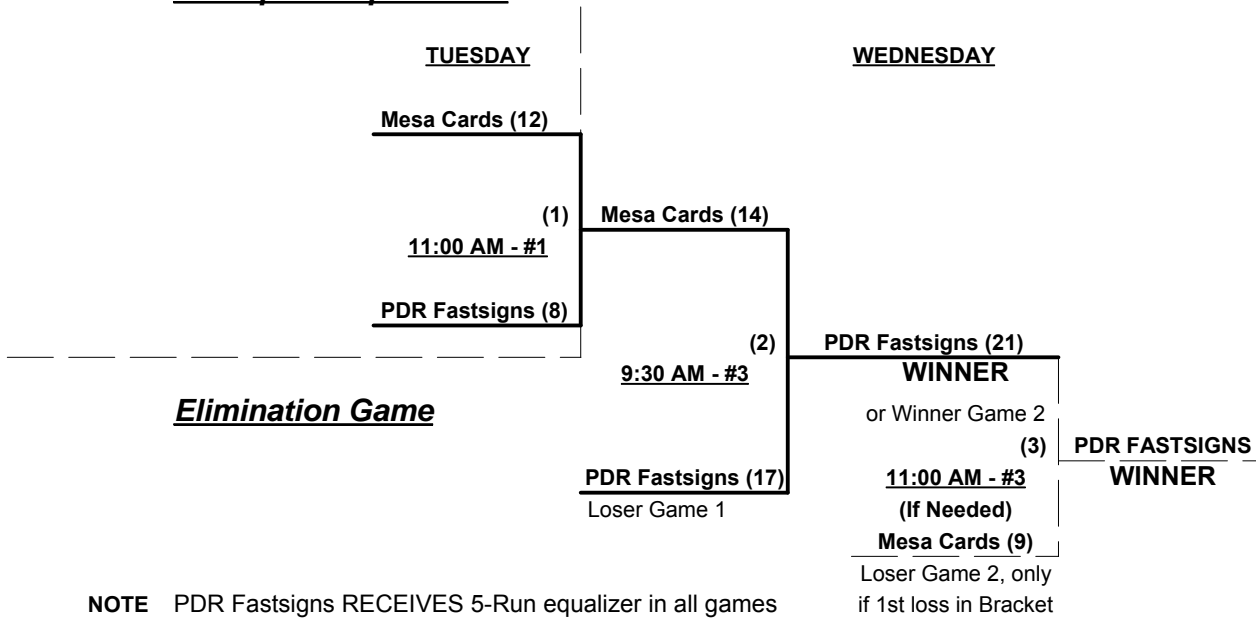 TUESDAY
WEDNESDAY
Mesa Cards (12)
(1)
Mesa Cards (14)
11:00 AM - #1
PDR Fastsigns (8)
(2)
PDR Fastsigns (21)
9:30 AM - #3
WINNER
Elimination Game
or Winner Game 2
(3)
PDR FASTSIGNS
PDR Fastsigns (17)
11:00 AM - #3
WINNER
Loser Game 1
(If Needed)
Mesa Cards (9)
Loser Game 2, only
NOTE PDR Fastsigns RECEIVES 5-Run equalizer in all games
if 1st loss in Bracket